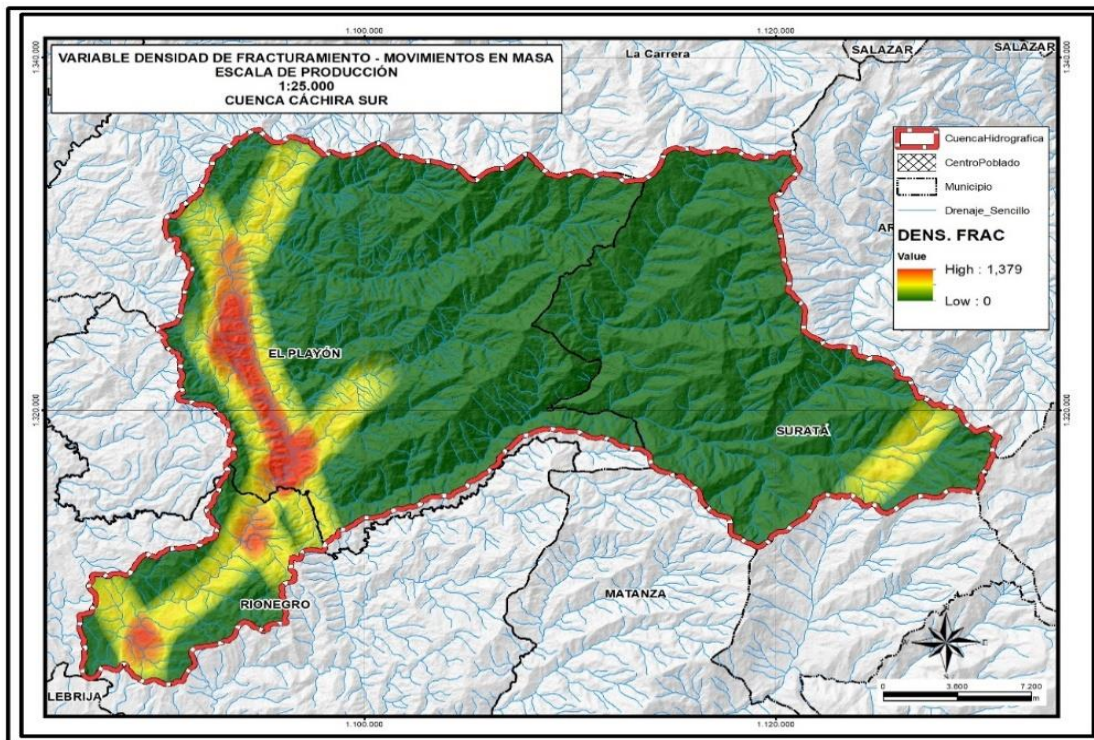 1.100.000
1.120.000
1.340.000
1.340.000
VARIABLE DENSIDAD DE FRACTURAMIENTO - MOVIMIENTOS EN MASA
ESCALA DE PRODUCCIÓN
1:25.000
CUENCA CÁCHIRA SUR
La Carrera
SALAZAR
SALAZAR
CuencaHidrografica
CentroPoblado
Municipio
Drenaje_Sencillo
DENS. FRAC
Value
High : 1,379
Low : 0
EL PLAYÓN
1.320.000
1.320.000
SURATÁ
MATANZA
RIONEGRO
LEBRIJA
0
3.600
7.200
m
1.100.000
1.120.000